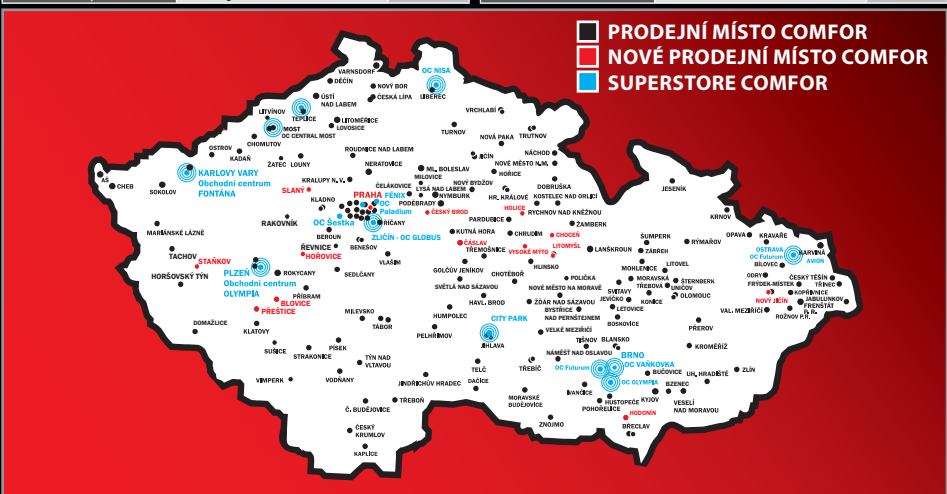 PRODEJNÍ MÍSTO COMFOR
NOVÉ PRODEJNÍ MÍSTO COMFOR
SUPERSTORE COMFOR
VARNSDORF
DĚČÍN
OC NISA
LIBEREC
NOVÝ BOR
ČESKÁ LÍPA
ÚSTÍ
NAD LABEM
LITVÍNOV
TEPLICE
LITOMĚŘICE
LOVOSICE
MOST
OC CENTRAL MOST
CHOMUTOV
VRCHLABÍ
TURNOV
TRUTNOV
NOVÁ PAKA
OSTROV
KADAŇ
ŽATEC
LOUNY
ROUDNICE NAD LABEM
JIČÍN
NÁCHOD
NOVÉ MĚSTO N.M.
KARLOVY VARY
Obchodní centrum
FONTÁNA
NERATOVICE
ML. BOLESLAV
MILOVICE
HOŘICE
AŠ
CHEB
SOKOLOV
SLANÝ
KRALUPY N. V.
ČELÁKOVICE
LYSÁ NAD LABEM
NOVÝ BYDŽOV
DOBRUŠKA
JESENÍK
KLADNO
PRAHA
FÉNIX
OC
Paladium
NYMBURK
PODĚBRADY
HR. KRÁLOVÉ
KOSTELEC NAD ORLICÍ
HOLICE
RYCHNOV NAD KNĚŽNOU
ČESKÝ BROD
PARDUBICE
ŽAMBERK
KRNOV
RAKOVNÍK
OC Šestka
ŘÍČANY
MARIÁNSKÉ LÁZNĚ
BEROUN
ZLIČÍN - OC GLOBUS
KUTNÁ HORA
CHRUDIM
CHOCEŇ
ŠUMPERK
RÝMAŘOV
OPAVA
KRAVAŘE
ŘEVNICE
BENEŠOV
ČÁSLAV
VYSOKÉ MÝTO
LITOMYŠL
LANŠKROUN
ZÁBŘEH
OSTRAVA
OC Futurum
KARVINÁ
AVION
TACHOV
HOŘOVICE
VLAŠIM
TŘEMOŠNICE
HLINSKO
MOHLENICE
LITOVEL
BÍLOVEC
STAŇKOV
PLZEŇ
Obchodní centrum
OLYMPIA
ROKYCANY
SEDLČANY
GOLČŮV JENÍKOV
CHOTĚBOŘ
POLIČKA
MORAVSKÁ
TŘEBOVÁ
ŠTERNBERK
UNIČOV
ODRY
ČESKÝ TĚŠÍN
TŘINEC
HORŠOVSKÝ TÝN
SVĚTLÁ NAD SÁZAVOU
NOVÉ MĚSTO NA MORAVĚ
SVITAVY
OLOMOUC
FRÝDEK-MÍSTEK
KOPŘIVNICE
PŘÍBRAM
HAVL. BROD
ŽĎÁR NAD SÁZAVOU
JEVÍČKO
KONICE
NOVÝ JIČÍN
JABULUNKOV
FRENŠTÁT
P. R.
BLOVICE
PŘEŠTICE
HUMPOLEC
BYSTŘICE
NAD PERNŠTEJNEM
LETOVICE
VAL. MEZIŘÍČÍ
ROŽNOV P.R.
MILEVSKO
CITY PARK
BOSKOVICE
DOMAŽLICE
KLATOVY
TÁBOR
PELHŘIMOV
VELKÉ MEZIŘÍČÍ
PŘEROV
SUŠICE
PÍSEK
JIHLAVA
TIŠNOV
BLANSKO
KROMĚŘÍŽ
STRAKONICE
TÝN NAD
VLTAVOU
TELČ
TŘEBÍČ
NÁMĚŠŤ NAD OSLAVOU
BRNO
OC VAŇKOVKA
OC Futurum
BUČOVICE
UH. HRADIŠTĚ
ZLÍN
VIMPERK
VODŇANY
JINDŘICHŮV HRADEC
DAČICE
OC OLYMPIA
IVANČICE
BZENEC
Č. BUDĚJOVICE
TŘEBOŇ
MORAVSKÉ
BUDĚJOVICE
HUSTOPEČE
POHOŘELICE
KYJOV
VESELÍ
NAD MORAVOU
ZNOJMO
HODONÍN
ČESKÝ
KRUMLOV
BŘECLAV
KAPLICE